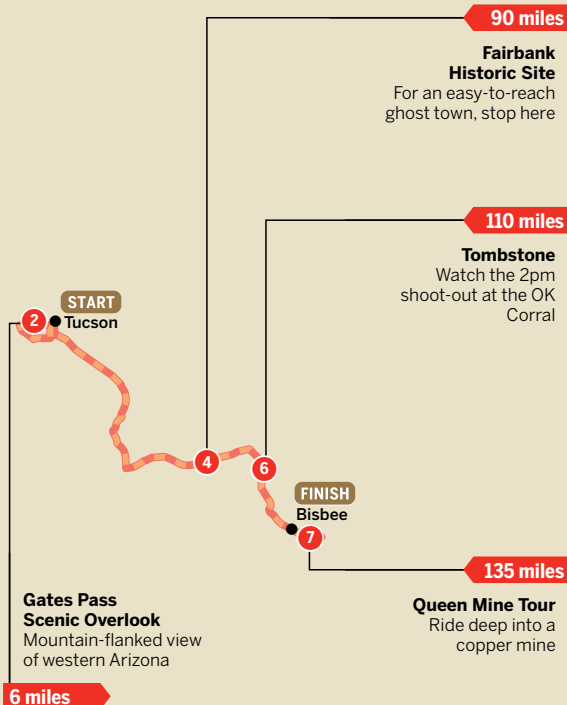 90 miles
Fairbank
Historic Site
For an easy-to-reach
ghost town, stop here
110 miles
Tombstone
Watch the 2pm
shoot-out at the OK
Corral
START
2
Tucson
4
6
FINISH
Bisbee
7
135 miles
Queen Mine Tour
Ride deep into a
copper mine
Gates Pass
Scenic Overlook
Mountain-flanked view
of western Arizona
6 miles